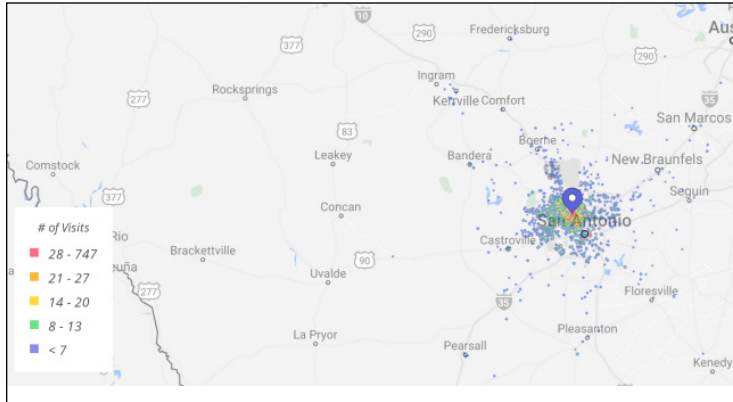 10
290
Fredericksburg
Aus
377
290
Ingram
277
Rocksprings
Kerrville
Comfort
35
San Marcos
83
Boerne
Leakey
Bandera
New Braunfels
Comstock
377
Seguin
Concan
# of Visits
San Antonio
28 - 747
Rio
Castroville
21 - 27
Brackettville
90
14 - 20
uña
Uvalde
277
35
Floresville
8 - 13
La Pryor
Pleasanton
< 7
Pearsall
Kenedy